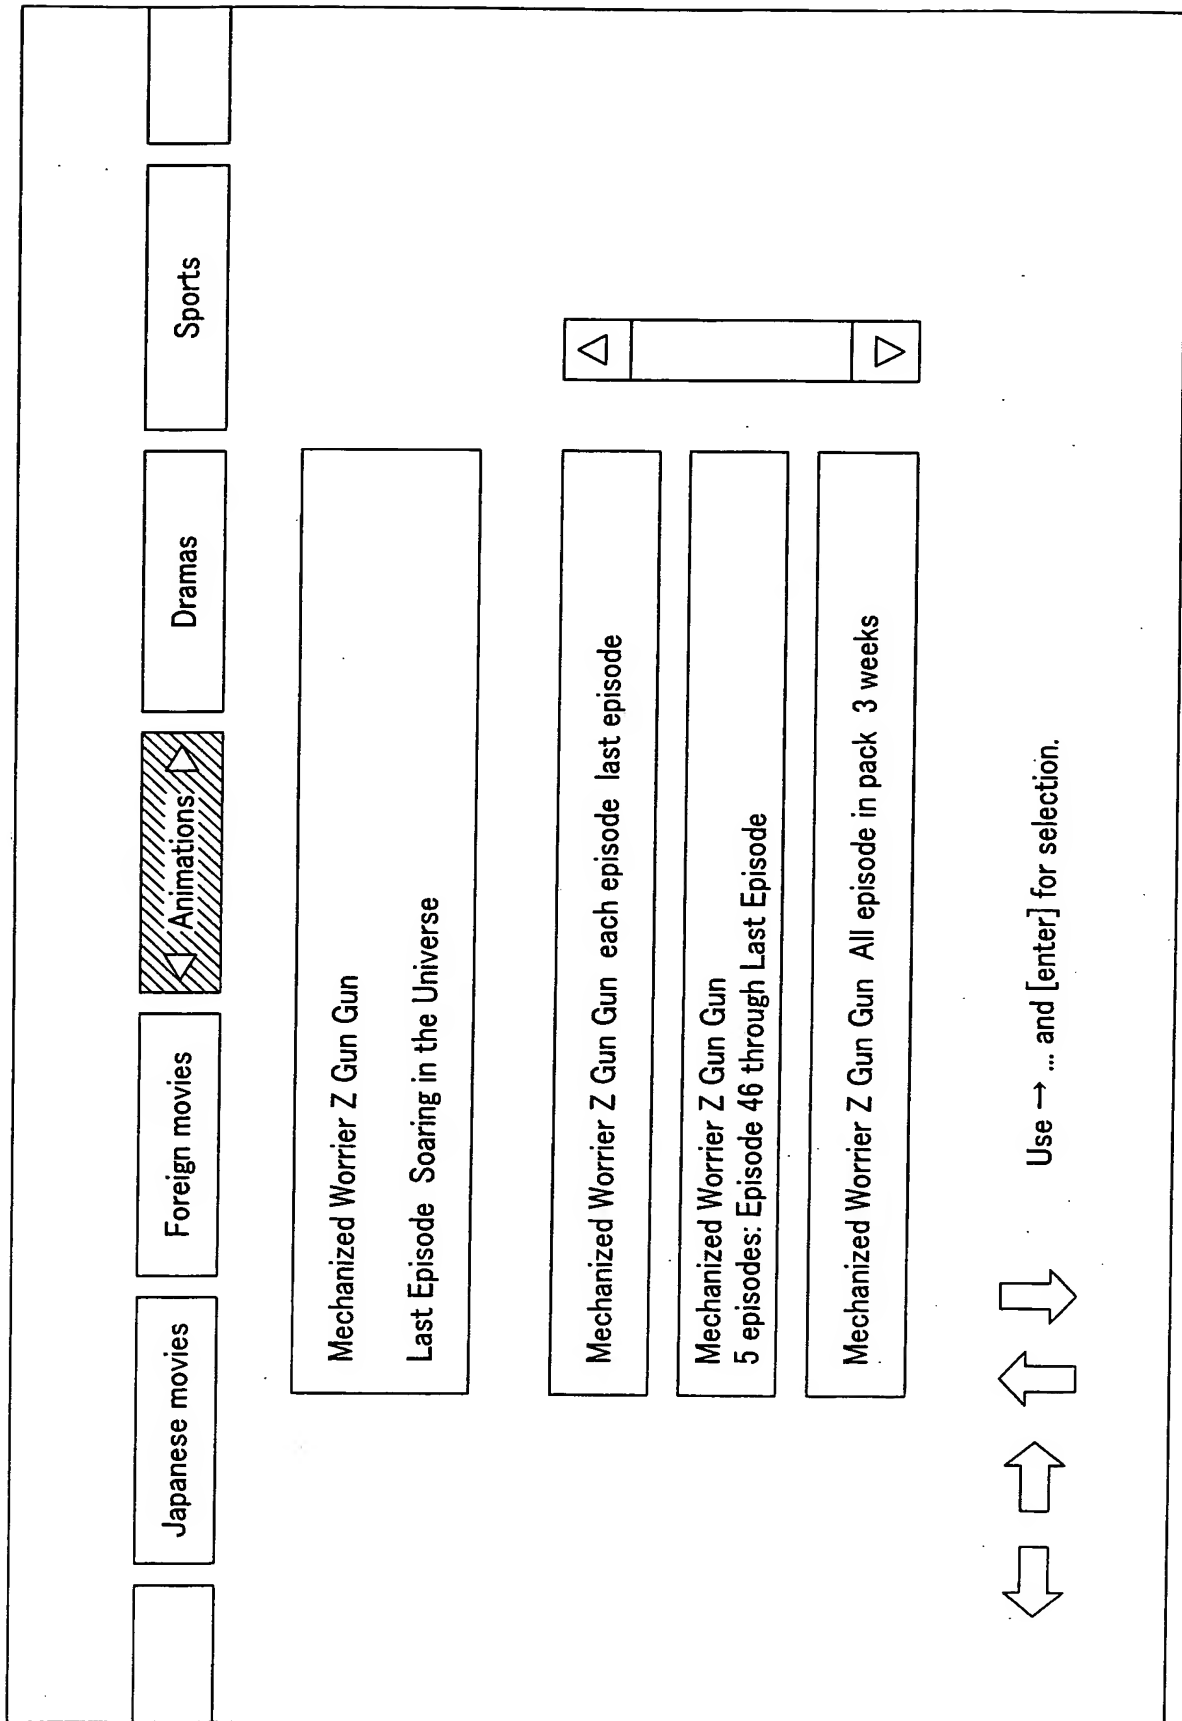 Japanese movies
Foreign movies
Animations
Dramas
Sports
Mechanized Worrier Z Gun Gun
Last Episode Soaring in the Universe
Mechanized Worrier Z Gun Gun each episode last episode
Mechanized Worrier Z Gun Gun
5 episodes: Episode 46 through Last Episode
Mechanized Worrier Z Gun Gun All episode in pack 3 weeks
Use → ... and [enter] for selection.